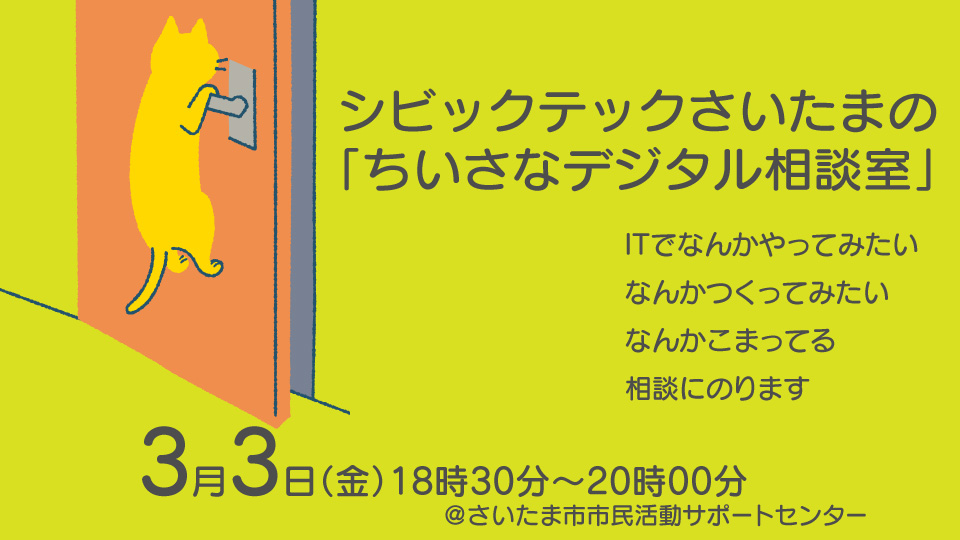 シビックテックさいたまの
「ちいさなデジタル相談室」
ITでなんかやってみたい
なんかつくってみたい
なんかこまってる
相談にのります
3月3日(金)18時30分〜20時00分
@さいたま市市民活動サポートセンター